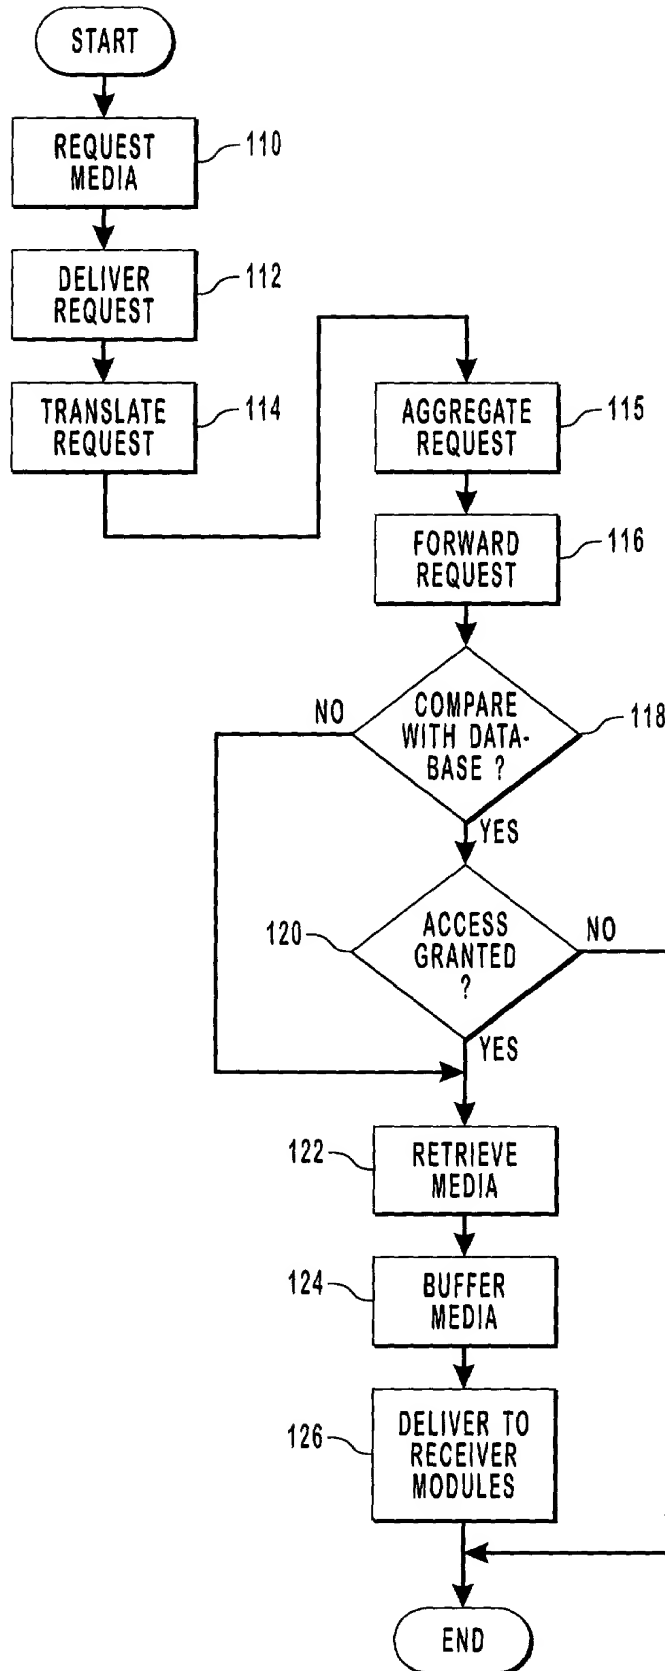 START
REQUEST
MEDIA
110
DELIVER
REQUEST
112
TRANSLATE
REQUEST
114
AGGREGATE
REQUEST
115
FORWARD
REQUEST
116
COMPARE
WITH DATA-
BASE ?
118
NO
YES
120
ACCESS
GRANTED
?
NO
YES
122
RETRIEVE
MEDIA
124
BUFFER
MEDIA
126
DELIVER TO
RECEIVER
MODULES
END